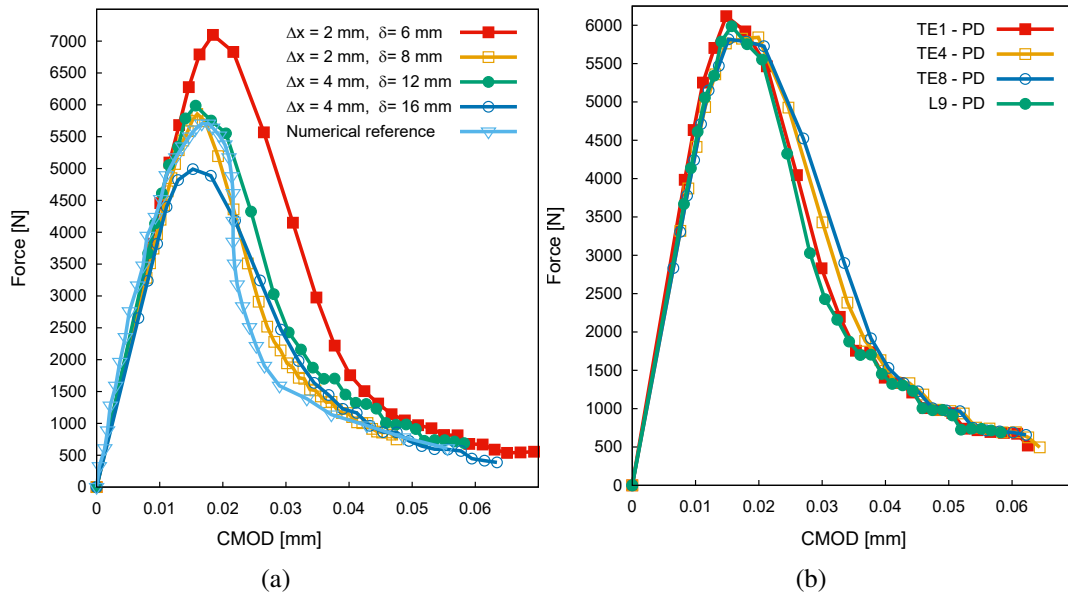 7000
6500
6000
5500
5000
4500
4000
3500
3000
2500
2000
1500
1000
500
0
Force [N]
Δx = 2 mm, δ= 6 mm
Δx = 2 mm, δ= 8 mm
Δx = 4 mm, δ= 12 mm
Δx = 4 mm, δ= 16 mm
Numerical reference
0 0.01 0.02 0.03 0.04 0.05 0.06
CMOD [mm]
(a)
6000
5500
5000
4500
4000
3500
3000
2500
2000
1500
1000
500
0
Force [N]
TE1 - PD
TE4 - PD
TE8 - PD
L9 - PD
0 0.01 0.02 0.03 0.04 0.05 0.06
CMOD [mm]
(b)